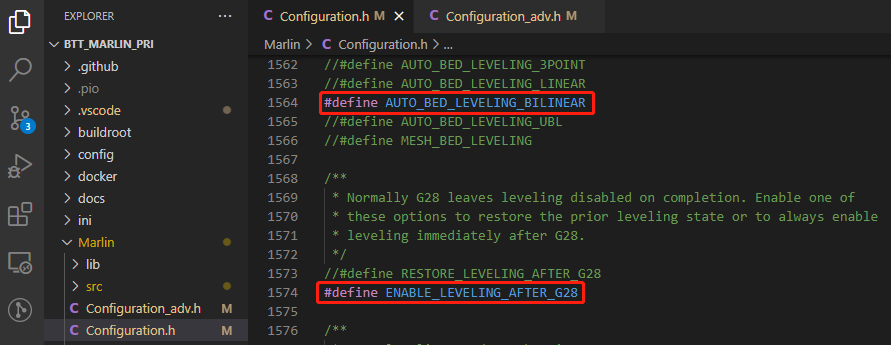 EXPLORER
BTT_MARLIN_PRI
.github
.pio
.vscode
buildroot
config
docker
docs
ini
Marlin
lib
src
C Configuration_adv.h M
C Configuration.h M
3
C Configuration.h M
C Configuration_adv.h M
Marlin > C Configuration.h > ...
1562 //#define AUTO_BED_LEVELING_3POINT
1563 //#define AUTO_BED_LEVELING_LINEAR
1564 #define AUTO_BED_LEVELING_BILINEAR
1565 //#define AUTO_BED_LEVELING_UBL
1566 //#define MESH_BED_LEVELING
1567
1568 /**
1569 * Normally G28 leaves leveling disabled on completion. Enable one of
1570 * these options to restore the prior leveling state or to always enable
1571 * leveling immediately after G28.
1572 */
1573 //#define RESTORE_LEVELING_AFTER_G28
1574 #define ENABLE_LEVELING_AFTER_G28
1575
1576 /**